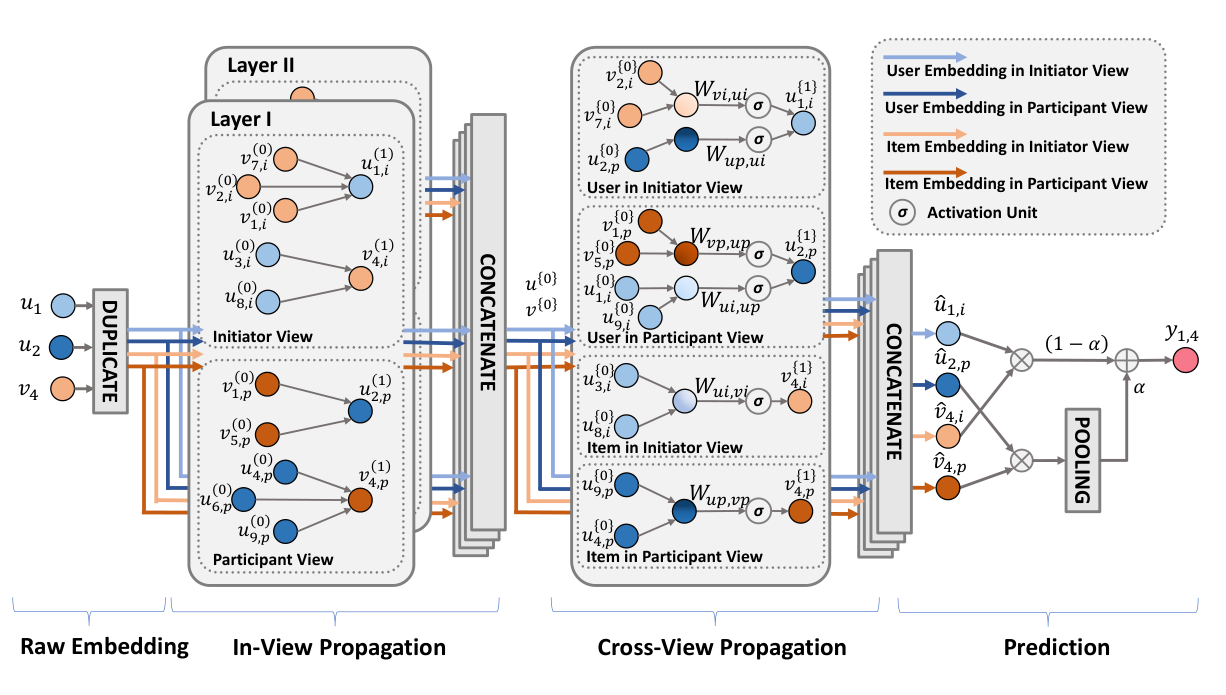 Layer II
Layer I
v_{7,i}^{(0)}
u_{1,i}^{(1)}
v_{2,i}^{(0)}
v_{1,i}^{(0)}
u_{3,i}^{(0)}
v_{4,i}^{(1)}
u_{8,i}^{(0)}
Initiator View
v_{1,p}^{(0)}
u_{2,p}^{(1)}
v_{5,p}^{(0)}
u_{4,p}^{(0)}
v_{4,p}^{(1)}
u_{6,p}^{(0)}
u_{9,p}^{(0)}
Participant View
u_1
u_2
v_4
DUPLICATE
CONCATENATE
u^{\{0\}}
v^{\{0\}}
v_{2,i}^{\{0\}}
W_{vi,ui}
σ
u_{1,i}^{\{1\}}
v_{7,i}^{\{0\}}
u_{2,p}^{\{0\}}
W_{up,ui}
σ
User in Initiator View
v_{1,p}^{\{0\}}
W_{vp,up}
σ
u_{2,p}^{\{1\}}
v_{5,p}^{\{0\}}
u_{1,i}^{\{0\}}
W_{ui,up}
σ
u_{9,i}^{\{0\}}
User in Participant View
u_{3,i}^{\{0\}}
W_{ui,vi}
σ
v_{4,i}^{\{1\}}
u_{8,i}^{\{0\}}
Item in Initiator View
u_{9,p}^{\{0\}}
W_{up,vp}
σ
v_{4,p}^{\{1\}}
u_{4,p}^{\{0\}}
Item in Participant View
User Embedding in Initiator View
User Embedding in Participant View
Item Embedding in Initiator View
Item Embedding in Participant View
σ Activation Unit
CONCATENATE
û_{1,i}
û_{2,p}
v̂_{4,i}
v̂_{4,p}
(1 − α)
α
y_{1,4}
POOLING
Raw Embedding
In-View Propagation
Cross-View Propagation
Prediction